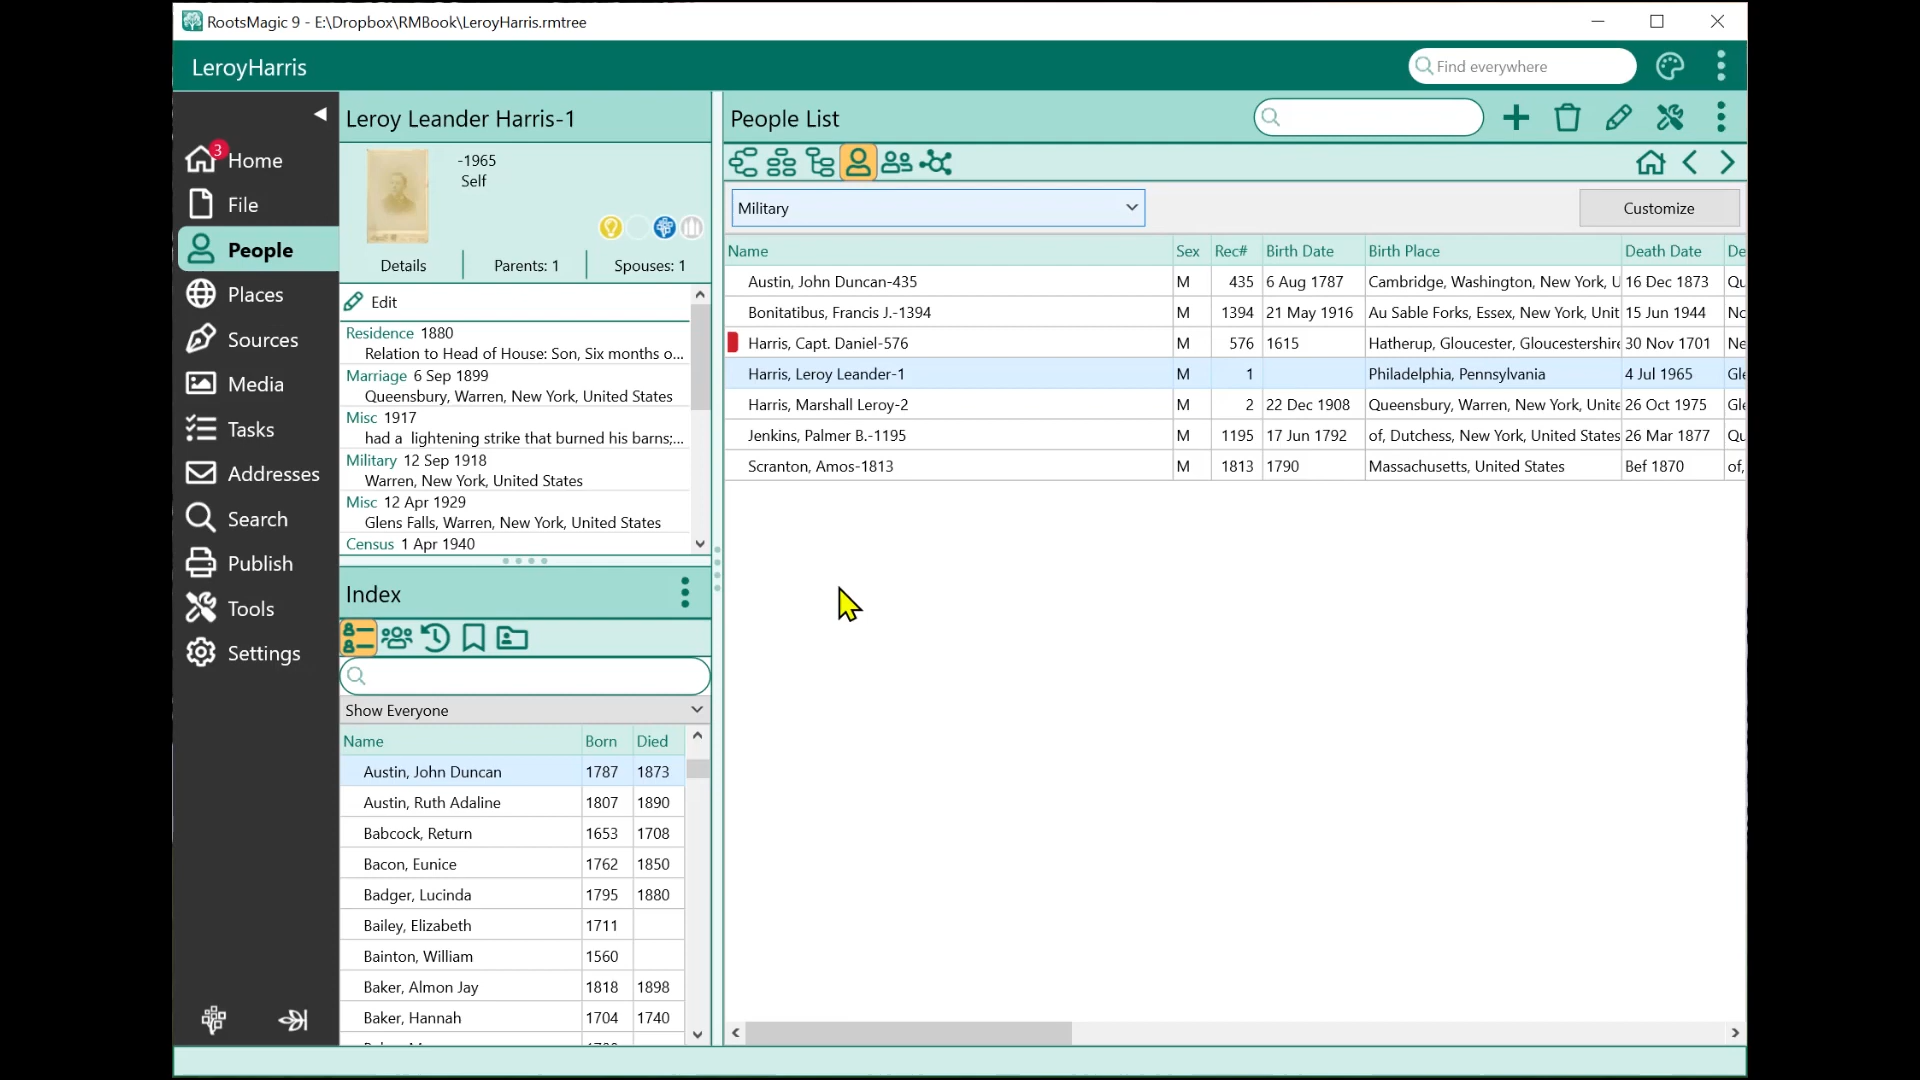 RootsMagic 9 - E:\Dropbox\RMBook\LeroyHarris.rmtree
LeroyHarris
Find everywhere
3
Home
File
People
Places
Sources
Media
Tasks
Addresses
Search
Publish
Tools
Settings
Leroy Leander Harris-1
-1965
Self
Details
Parents: 1
Spouses: 1
Edit
Residence 1880
Relation to Head of House: Son, Six months o...
Marriage 6 Sep 1899
Queensbury, Warren, New York, United States
Misc 1917
had a lightening strike that burned his barns;...
Military 12 Sep 1918
Warren, New York, United States
Misc 12 Apr 1929
Glens Falls, Warren, New York, United States
Census 1 Apr 1940
Index
Show Everyone
Name Born Died
Austin, John Duncan 1787 1873
Austin, Ruth Adaline 1807 1890
Babcock, Return 1653 1708
Bacon, Eunice 1762 1850
Badger, Lucinda 1795 1880
Bailey, Elizabeth 1711
Bainton, William 1560
Baker, Almon Jay 1818 1898
Baker, Hannah 1704 1740
People List
Military
Customize
Name Sex Rec# Birth Date Birth Place Death Date De
Austin, John Duncan-435 M 435 6 Aug 1787 Cambridge, Washington, New York, U 16 Dec 1873 Qu
Bonitatibus, Francis J.-1394 M 1394 21 May 1916 Au Sable Forks, Essex, New York, Unit 15 Jun 1944 No
Harris, Capt. Daniel-576 M 576 1615 Hatherup, Gloucester, Gloucestershire 30 Nov 1701 Ne
Harris, Leroy Leander-1 M 1 Philadelphia, Pennsylvania 4 Jul 1965 Gle
Harris, Marshall Leroy-2 M 2 22 Dec 1908 Queensbury, Warren, New York, Unite 26 Oct 1975 Gle
Jenkins, Palmer B.-1195 M 1195 17 Jun 1792 of, Dutchess, New York, United States 26 Mar 1877 Qu
Scranton, Amos-1813 M 1813 1790 Massachusetts, United States Bef 1870 of,